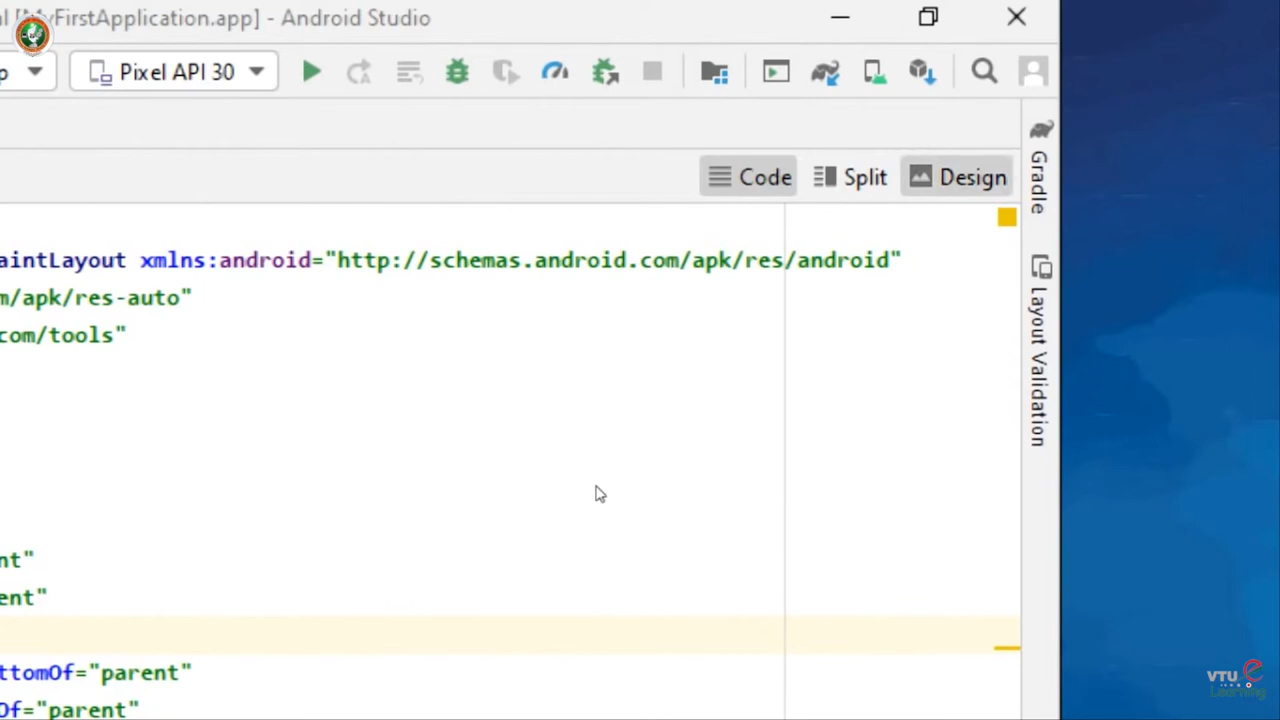 l [MyFirstApplication.app] - Android Studio
p Pixel API 30
Code Split Design
aintLayout xmlns:android="http://schemas.android.com/apk/res/android"
m/apk/res-auto"
com/tools"
nt"
ent"
ttomOf="parent"
Of="parent"
Gradle
Layout Validation
VTU e
Learning